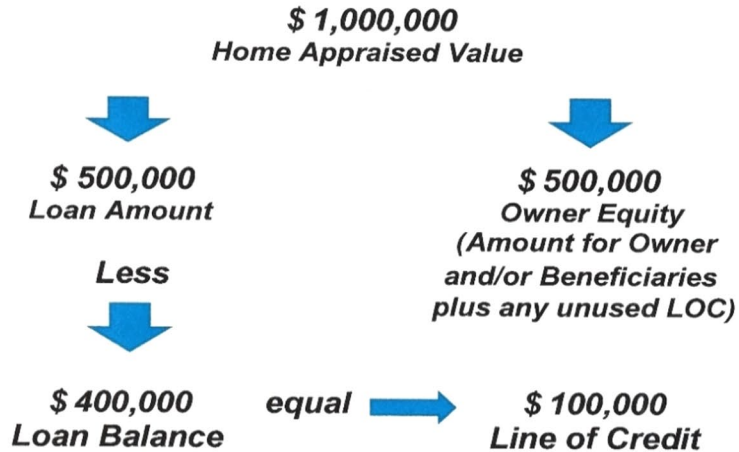 $ 1,000,000
Home Appraised Value
$ 500,000
Loan Amount
$ 500,000
Owner Equity
(Amount for Owner
and/or Beneficiaries
plus any unused LOC)
Less
$ 400,000
Loan Balance
equal
$ 100,000
Line of Credit